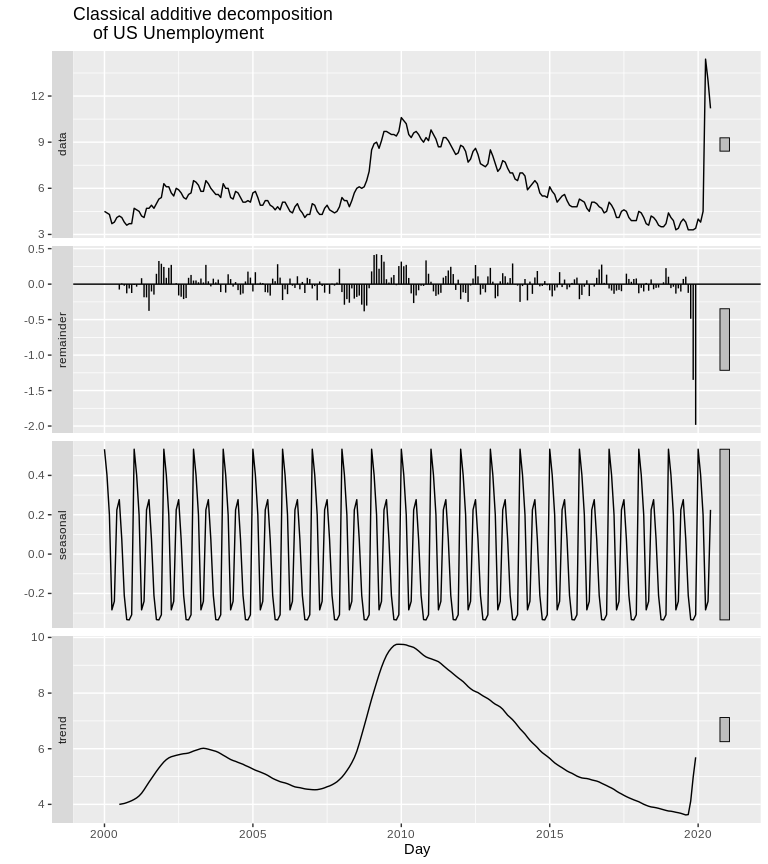 Classical additive decomposition
of US Unemployment
12
9
6
3
data
0.5
0.0
-0.5
-1.0
-1.5
-2.0
remainder
0.4
0.2
0.0
-0.2
seasonal
10
8
6
4
trend
2000 2005 2010 2015 2020
Day